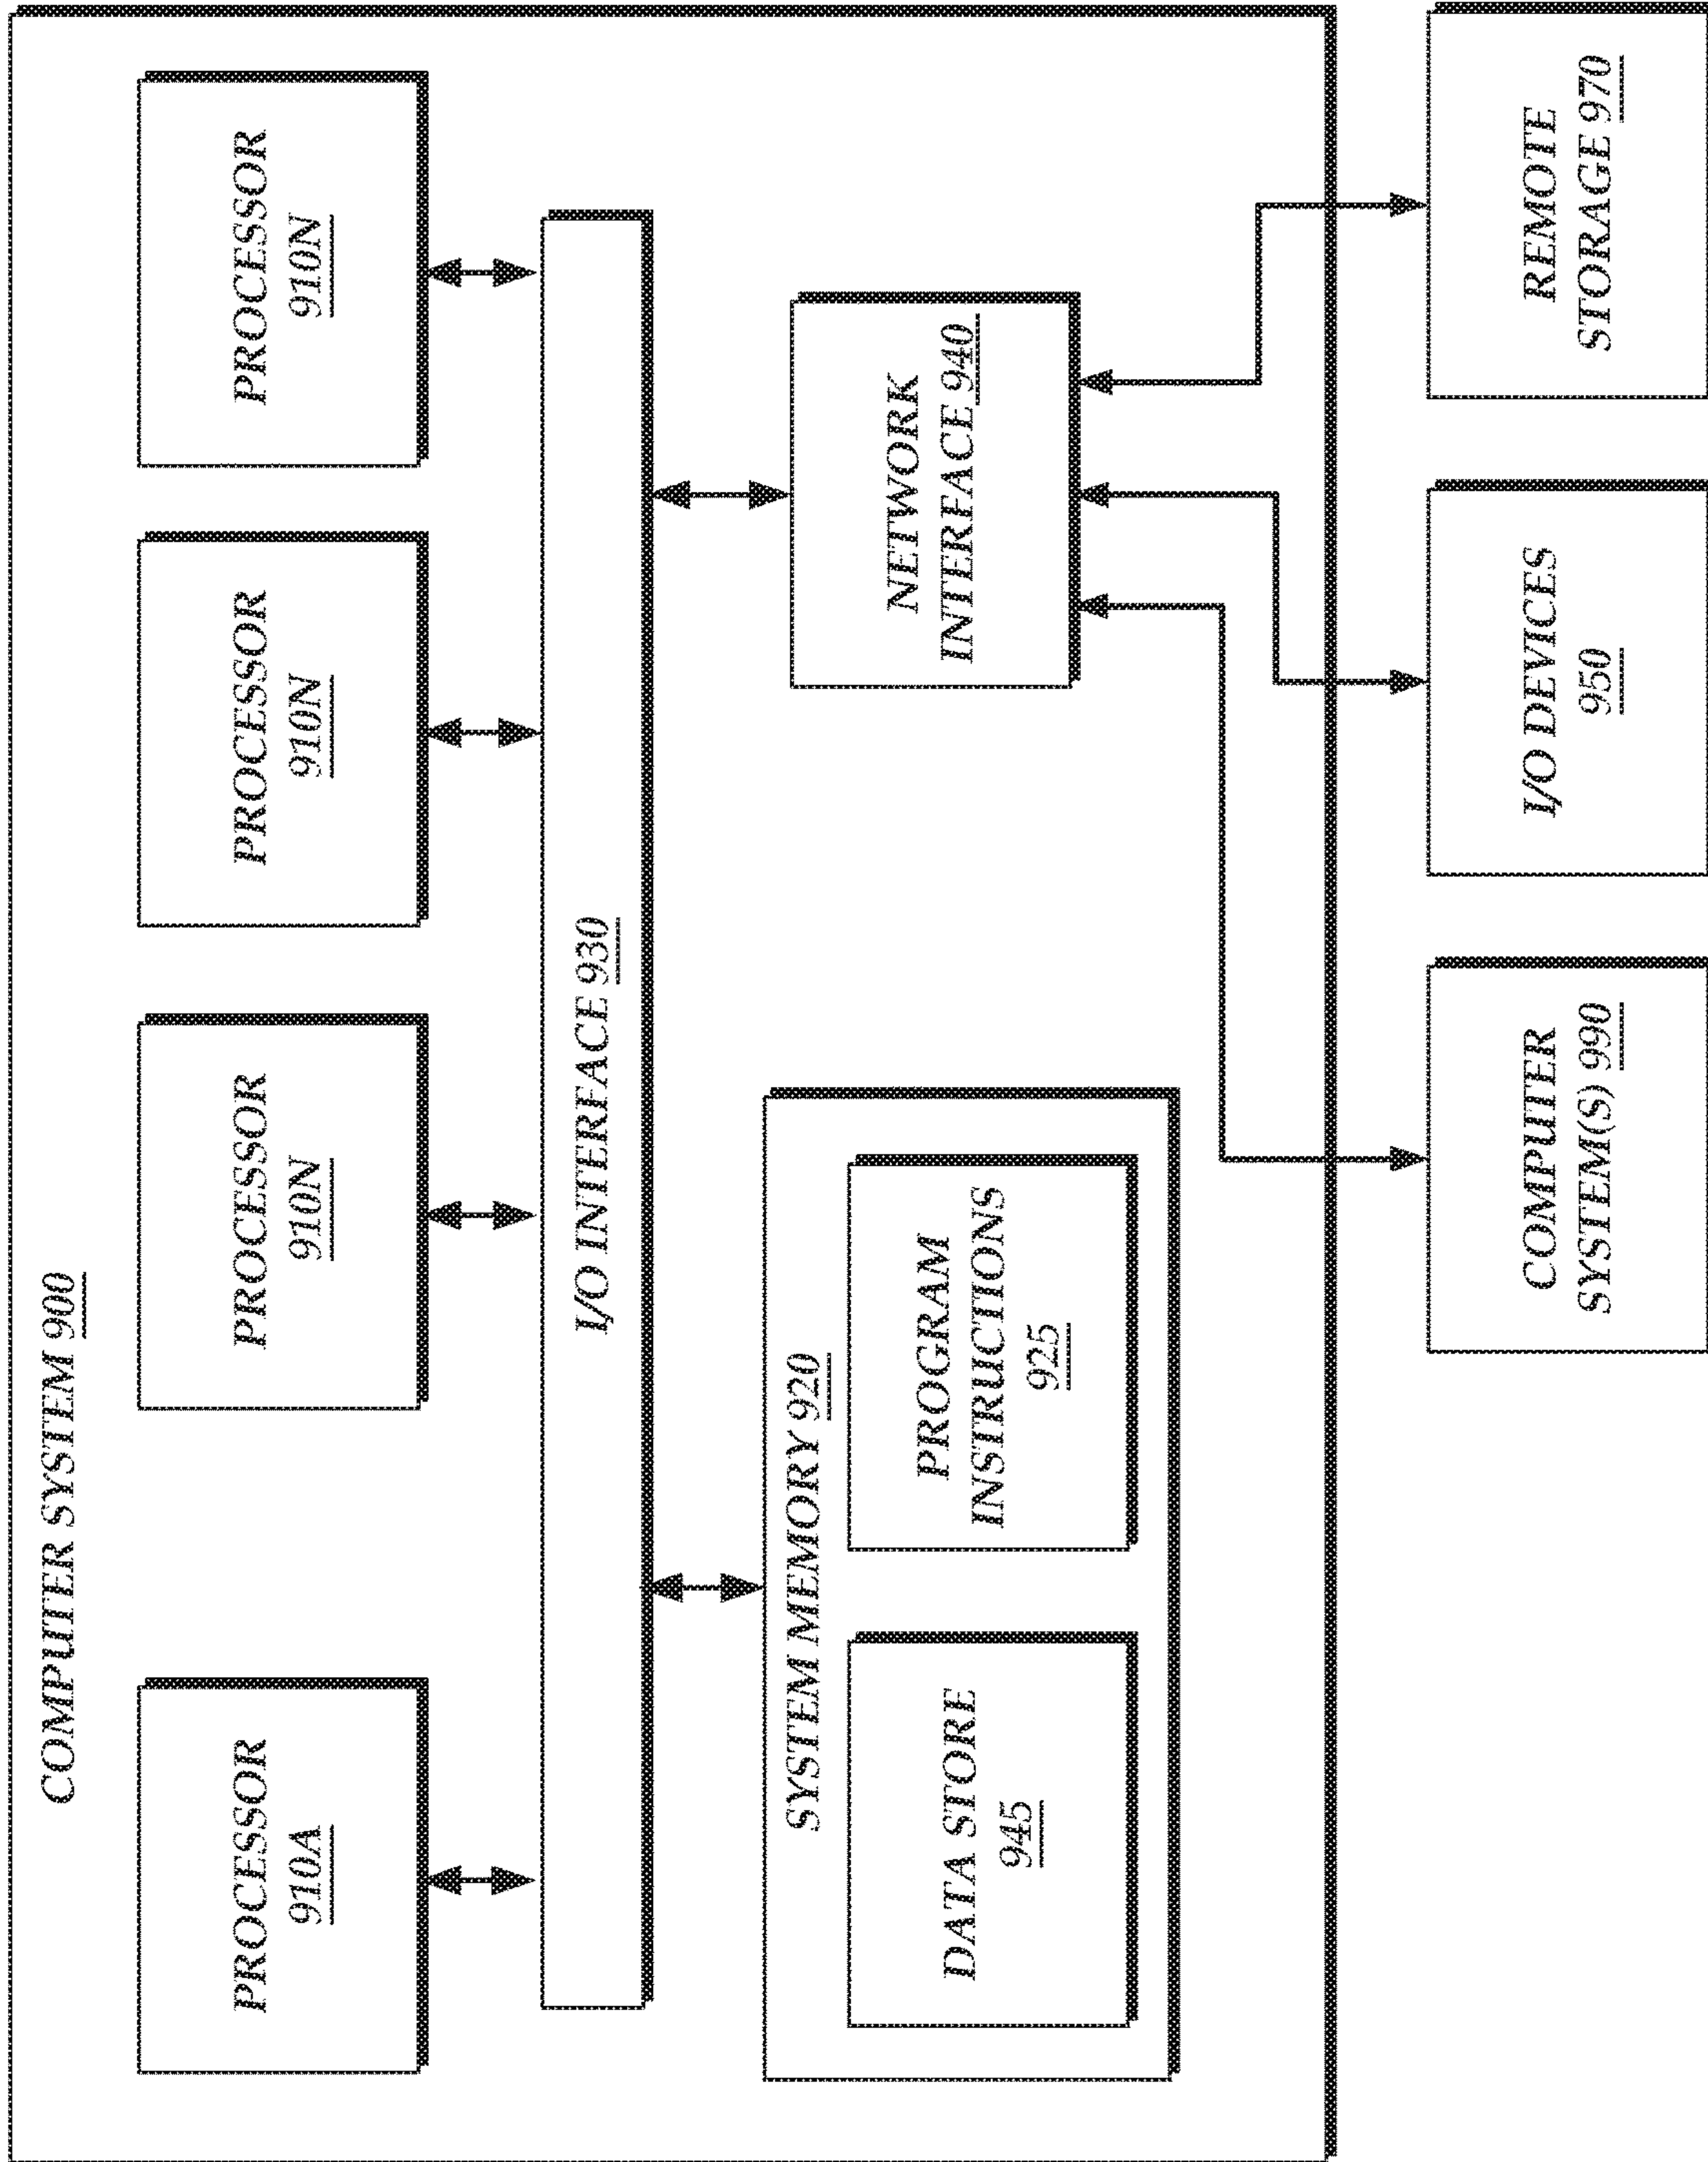 COMPUTER SYSTEM 900
PROCESSOR
910A
PROCESSOR
910N
PROCESSOR
910N
PROCESSOR
910N
I/O INTERFACE 930
SYSTEM MEMORY 920
DATA STORE
945
PROGRAM
INSTRUCTIONS
925
NETWORK
INTERFACE 940
COMPUTER
SYSTEM(S) 990
I/O DEVICES
950
REMOTE
STORAGE 970